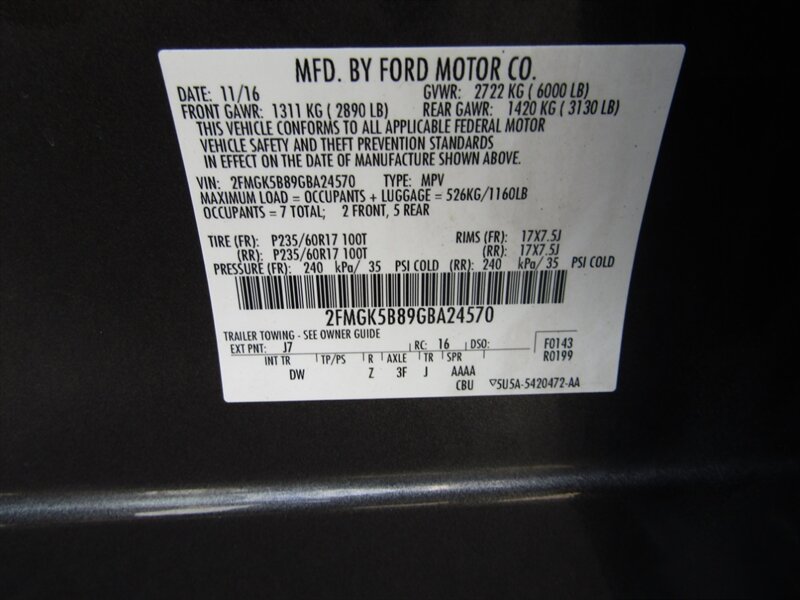 MFD. BY FORD MOTOR CO.
DATE: 11/16 GVWR: 2722 KG ( 6000 LB)
FRONT GAWR: 1311 KG ( 2890 LB) REAR GAWR: 1420 KG ( 3130 LB)
THIS VEHICLE CONFORMS TO ALL APPLICABLE FEDERAL MOTOR
VEHICLE SAFETY AND THEFT PREVENTION STANDARDS
IN EFFECT ON THE DATE OF MANUFACTURE SHOWN ABOVE.
VIN: 2FMGK5B89GBA24570 TYPE: MPV
MAXIMUM LOAD = OCCUPANTS + LUGGAGE = 526KG/1160LB
OCCUPANTS = 7 TOTAL; 2 FRONT, 5 REAR
TIRE (FR): P235/60R17 100T RIMS (FR): 17X7.5J
(RR): P235/60R17 100T (RR): 17X7.5J
PRESSURE (FR): 240 kPa/ 35 PSI COLD (RR): 240 kPa/ 35 PSI COLD
2FMGK5B89GBA24570
TRAILER TOWING - SEE OWNER GUIDE
EXT PNT: J7 RC: 16 DSO: F0143
INT TR TP/PS R AXLE TR SPR R0199
DW Z 3F J AAAA
CBU ▽5U5A-5420472-AA